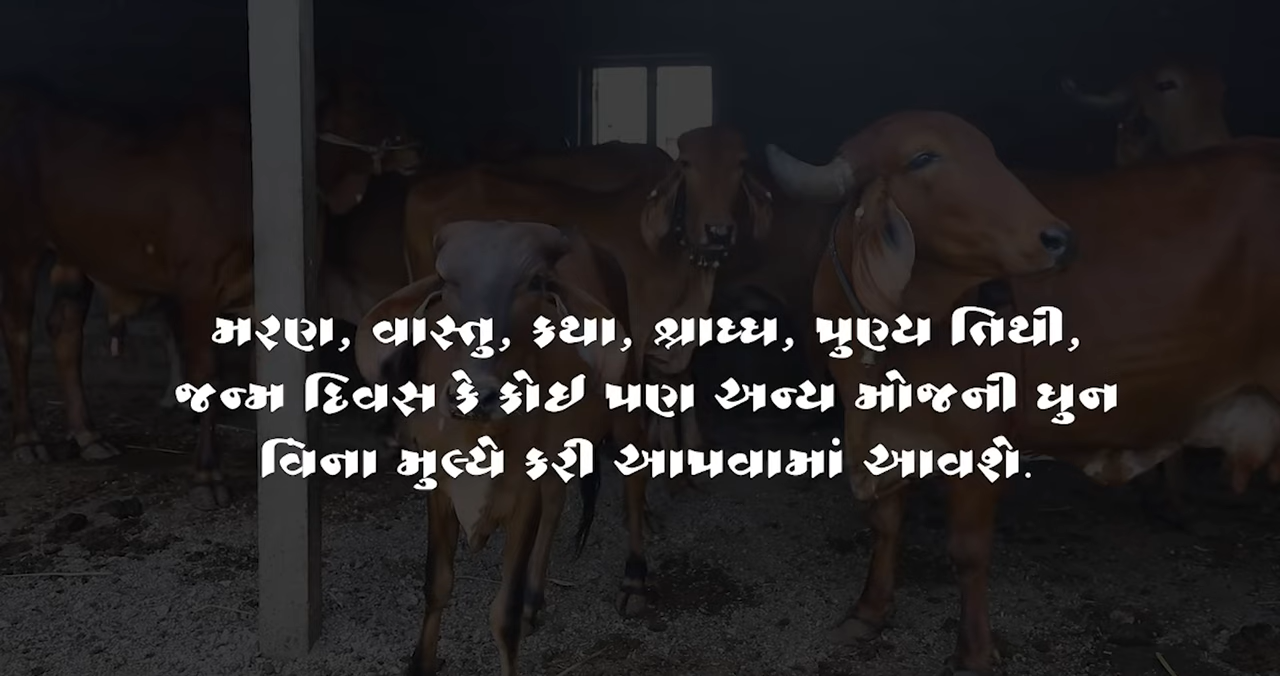 મરણ, વાસ્તુ, કથા, શ્રાધ્ધ, પુણ્ય તિથી,
જન્મ દિવસ કે કોઈ પણ અન્ય મોજની ધુન
વિના મુલ્યે કરી આપવામાં આવશે.